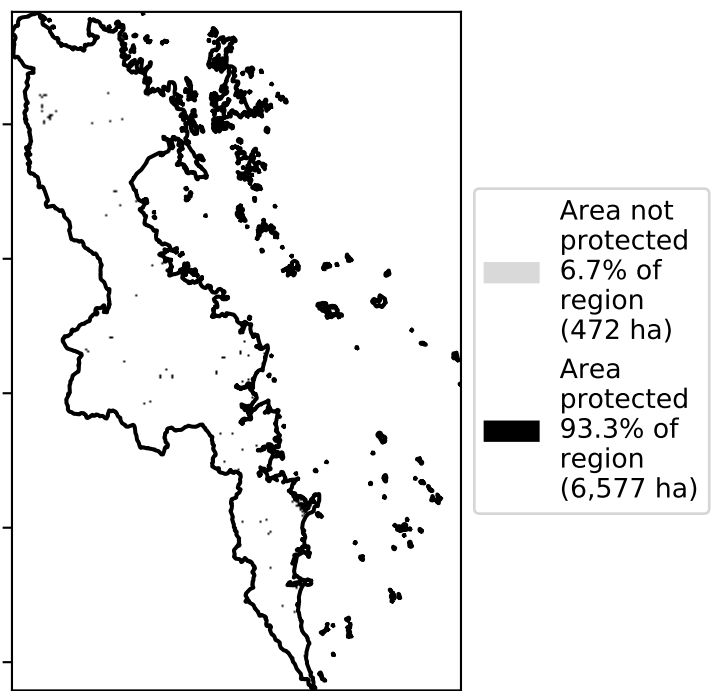 Area not
protected
6.7% of
region
(472 ha)
Area
protected
93.3% of
region
(6,577 ha)